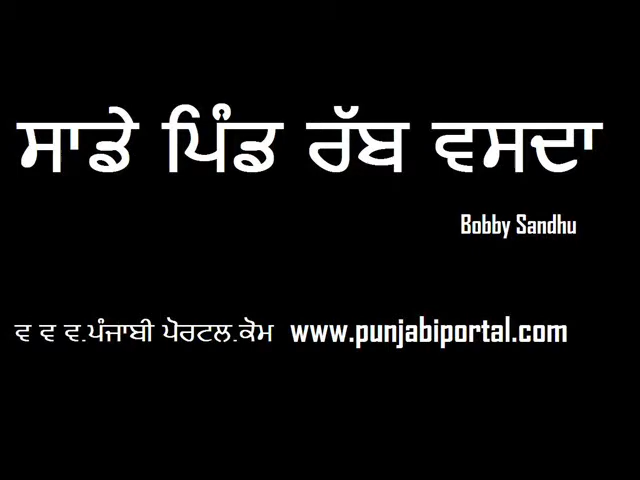 ਸਾਡੇ ਪਿੰਡ ਰੱਬ ਵਸਦਾ
Bobby Sandhu
ਵ ਵ ਵ.ਪੰਜਾਬੀ ਪੋਰਟਲ.ਕੋਮ www.punjabiportal.com